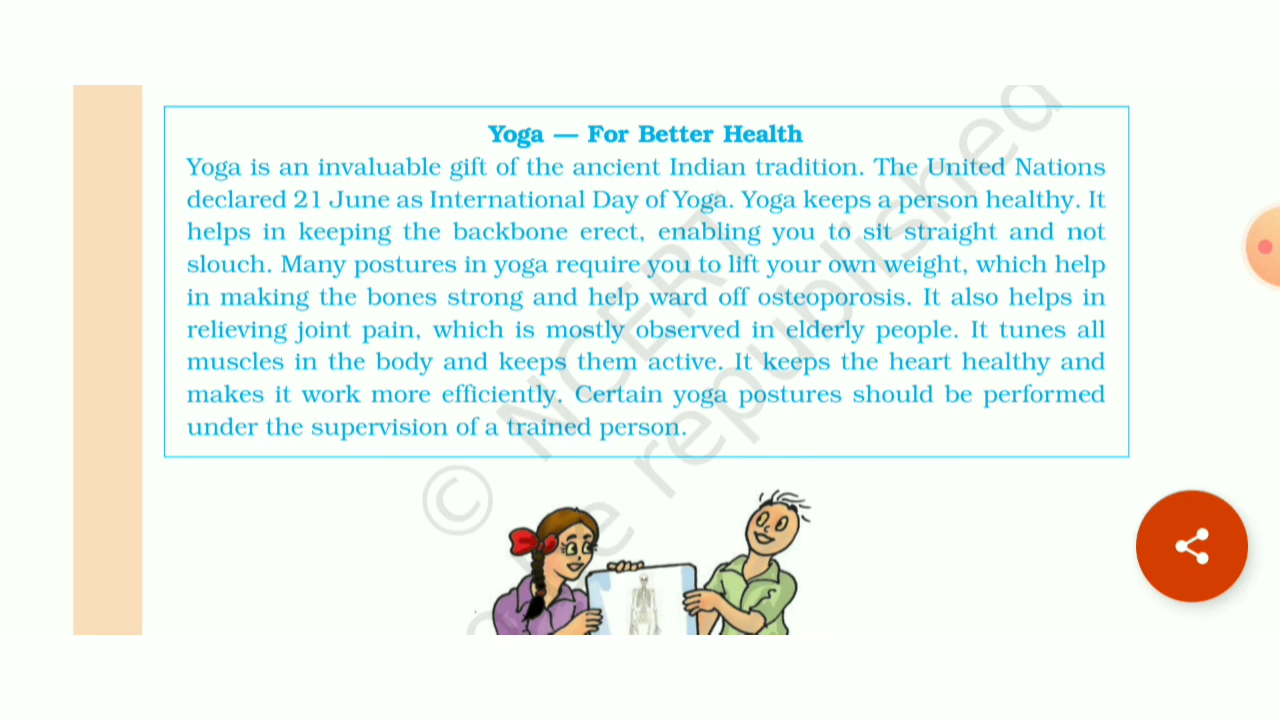 Yoga — For Better Health
Yoga is an invaluable gift of the ancient Indian tradition. The United Nations
declared 21 June as International Day of Yoga. Yoga keeps a person healthy. It
helps in keeping the backbone erect, enabling you to sit straight and not
slouch. Many postures in yoga require you to lift your own weight, which help
in making the bones strong and help ward off osteoporosis. It also helps in
relieving joint pain, which is mostly observed in elderly people. It tunes all
muscles in the body and keeps them active. It keeps the heart healthy and
makes it work more efficiently. Certain yoga postures should be performed
under the supervision of a trained person.
© NCERT
republished